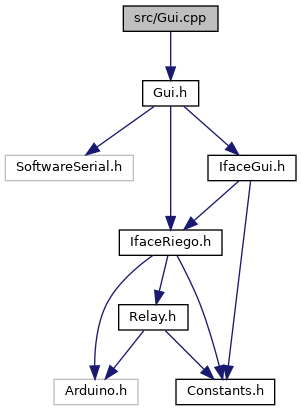 src/Gui.cpp
Gui.h
SoftwareSerial.h
IfaceGui.h
IfaceRiego.h
Relay.h
Arduino.h
Constants.h